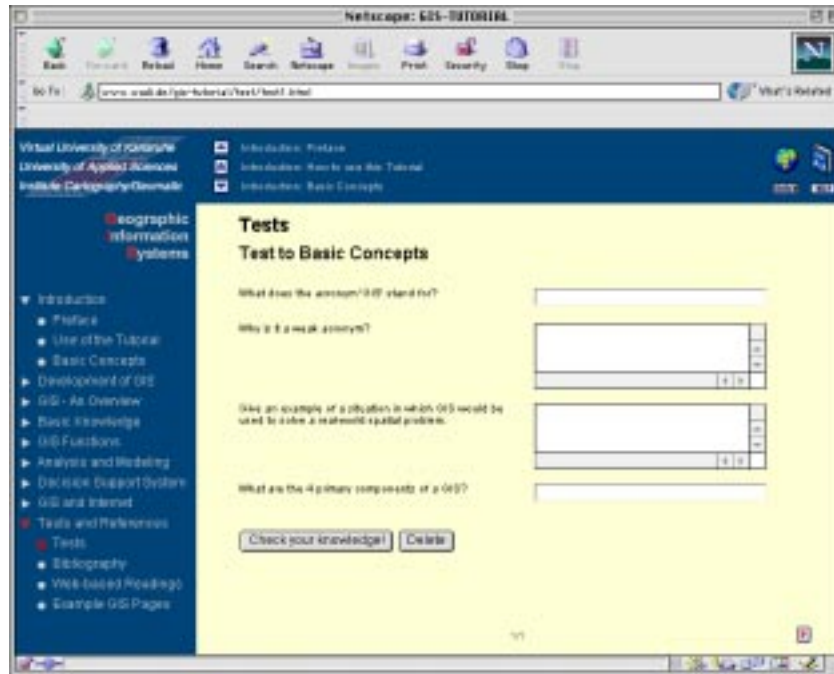 Netscape: GIS-TUTORIAL
Back Forward Reload Home Search Netscape Images Print Security Shop Stop
Go To:
What's Related
Virtual University of Karlsruhe
University of Applied Sciences
Institute Cartography/Geomatic
Introduction: Preface
Introduction: How to use this Tutorial
Introduction: Basic Concepts
Geographic
Information
Systems
Introduction
Preface
Use of the Tutorial
Basic Concepts
Development of GIS
GIS - An Overview
Basic Knowledge
GIS Functions
Analysis and Modeling
Decision Support System
GIS and Internet
Tests and References
Tests
Bibliography
Web-based Readings
Example GIS Pages
Tests
Test to Basic Concepts
What does the acronym 'GIS' stand for?
Why is it a weak acronym?
Give an example of a situation in which GIS would be
used to solve a realworld spatial problem.
What are the 4 primary components of a GIS?
Check your knowledge!
Delete
1/1